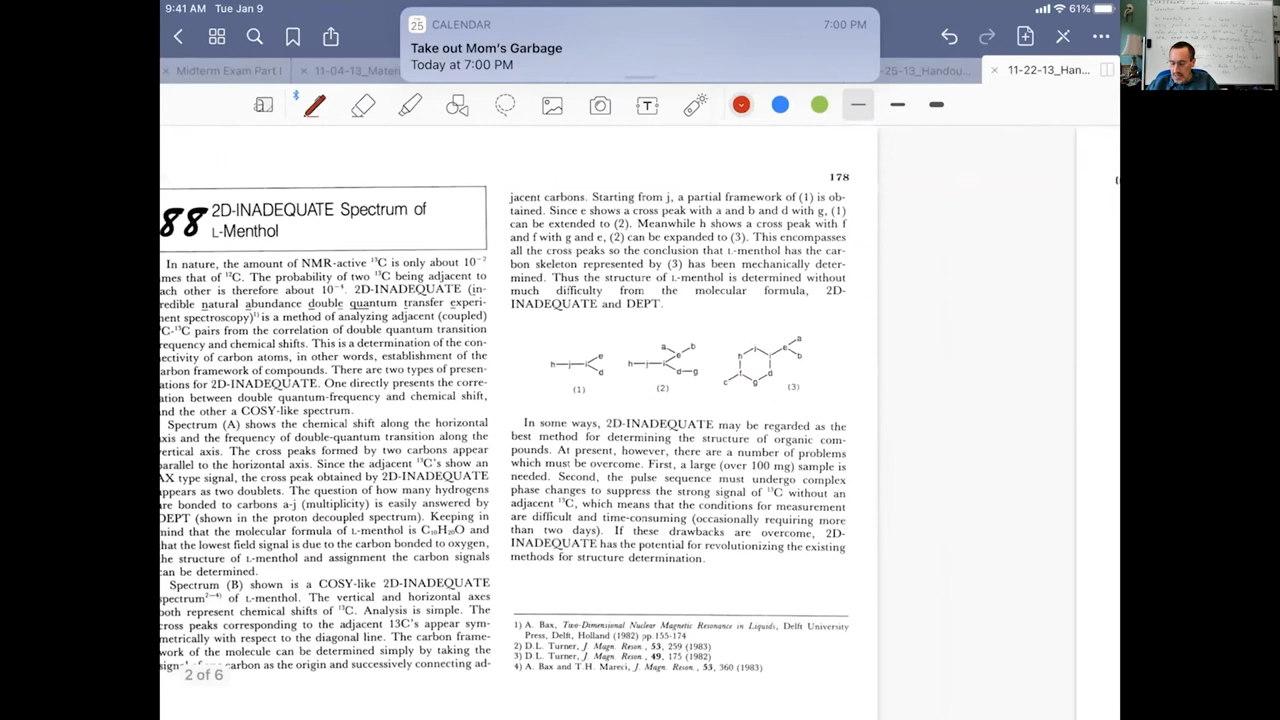 9:41 AM Tue Jan 9
61%
25
CALENDAR
7:00 PM
Take out Mom's Garbage
Today at 7:00 PM
Midterm Exam Part I
11-04-13_Mater
-25-13_Handou...
11-22-13_Han...
T
178
88
2D-INADEQUATE Spectrum of
L-Menthol
In nature, the amount of NMR-active ¹³C is only about 10⁻²
mes that of ¹²C. The probability of two ¹³C being adjacent to
ach other is therefore about 10⁻⁴. 2D-INADEQUATE (in-
redible natural abundance double quantum transfer experi-
ent spectroscopy)¹⁾ is a method of analyzing adjacent (coupled)
C-¹³C pairs from the correlation of double quantum transition
requency and chemical shifts. This is a determination of the con-
ectivity of carbon atoms, in other words, establishment of the
arbon framework of compounds. There are two types of presen-
ations for 2D-INADEQUATE. One directly presents the corre-
ation between double quantum-frequency and chemical shift,
nd the other a COSY-like spectrum.
Spectrum (A) shows the chemical shift along the horizontal
xis and the frequency of double-quantum transition along the
ertical axis. The cross peaks formed by two carbons appear
parallel to the horizontal axis. Since the adjacent ¹³C's show an
AX type signal, the cross peak obtained by 2D-INADEQUATE
appears as two doublets. The question of how many hydrogens
are bonded to carbons a-j (multiplicity) is easily answered by
DEPT (shown in the proton decoupled spectrum). Keeping in
mind that the molecular formula of L-menthol is C₁₀H₂₀O and
that the lowest field signal is due to the carbon bonded to oxygen,
the structure of L-menthol and assignment the carbon signals
can be determined.
Spectrum (B) shown is a COSY-like 2D-INADEQUATE
spectrum²⁻⁴⁾ of L-menthol. The vertical and horizontal axes
both represent chemical shifts of ¹³C. Analysis is simple. The
cross peaks corresponding to the adjacent 13C's appear sym-
metrically with respect to the diagonal line. The carbon frame-
work of the molecule can be determined simply by taking the
carbon as the origin and successively connecting ad-
2 of 6
jacent carbons. Starting from j, a partial framework of (1) is ob-
tained. Since e shows a cross peak with a and b and d with g, (1)
can be extended to (2). Meanwhile h shows a cross peak with f
and f with g and e, (2) can be expanded to (3). This encompasses
all the cross peaks so the conclusion that L-menthol has the car-
bon skeleton represented by (3) has been mechanically deter-
mined. Thus the structure of L-menthol is determined without
much difficulty from the molecular formula, 2D-
INADEQUATE and DEPT.
h j i e d
(1)
a b e h j i d g
(2)
a b e j i h f d g c
(3)
In some ways, 2D-INADEQUATE may be regarded as the
best method for determining the structure of organic com-
pounds. At present, however, there are a number of problems
which must be overcome. First, a large (over 100 mg) sample is
needed. Second, the pulse sequence must undergo complex
phase changes to suppress the strong signal of ¹³C without an
adjacent ¹³C, which means that the conditions for measurement
are difficult and time-consuming (occasionally requiring more
than two days). If these drawbacks are overcome, 2D-
INADEQUATE has the potential for revolutionizing the existing
methods for structure determination.
1) A. Bax, Two-Dimensional Nuclear Magnetic Resonance in Liquids, Delft University
Press, Delft, Holland (1982) pp.155-174
2) D.L. Turner, J. Magn. Reson., 53, 259 (1983)
3) D.L. Turner, J. Magn. Reson., 49, 175 (1982)
4) A. Bax and T.H. Mareci, J. Magn. Reson., 53, 360 (1983)